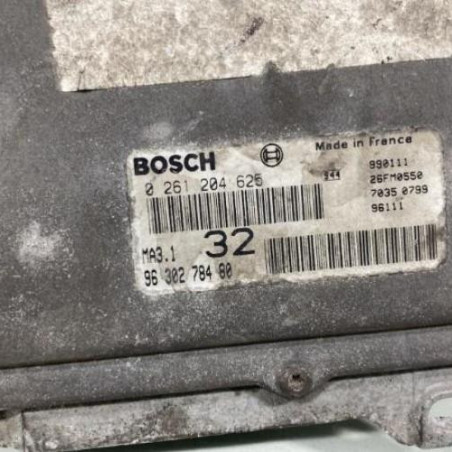 Made in France
BOSCH
0 261 204 625
944 990111
26FM0550
7035 0799
96111
MA3.1 32
96 302 784 80